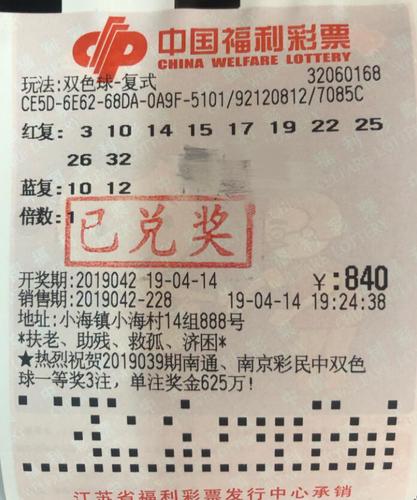 中国福利彩票
CHINA WELFARE LOTTERY
玩法:双色球-复式 32060168
CE5D-6E62-68DA-0A9F-5101/92120812/7085C
红复: 3 10 14 15 17 19 22 25
26 32
蓝复:10 12
倍数:1
已兑奖
开奖期:2019042 19-04-14 ¥:840
销售期:2019042-228 19-04-14 19:24:38
地址:小海镇小海村14组888号
*扶老、助残、救孤、济困*
★热烈祝贺2019039期南通、南京彩民中双色
球一等奖3注，单注奖金625万!
江苏省福利彩票发行中心承销